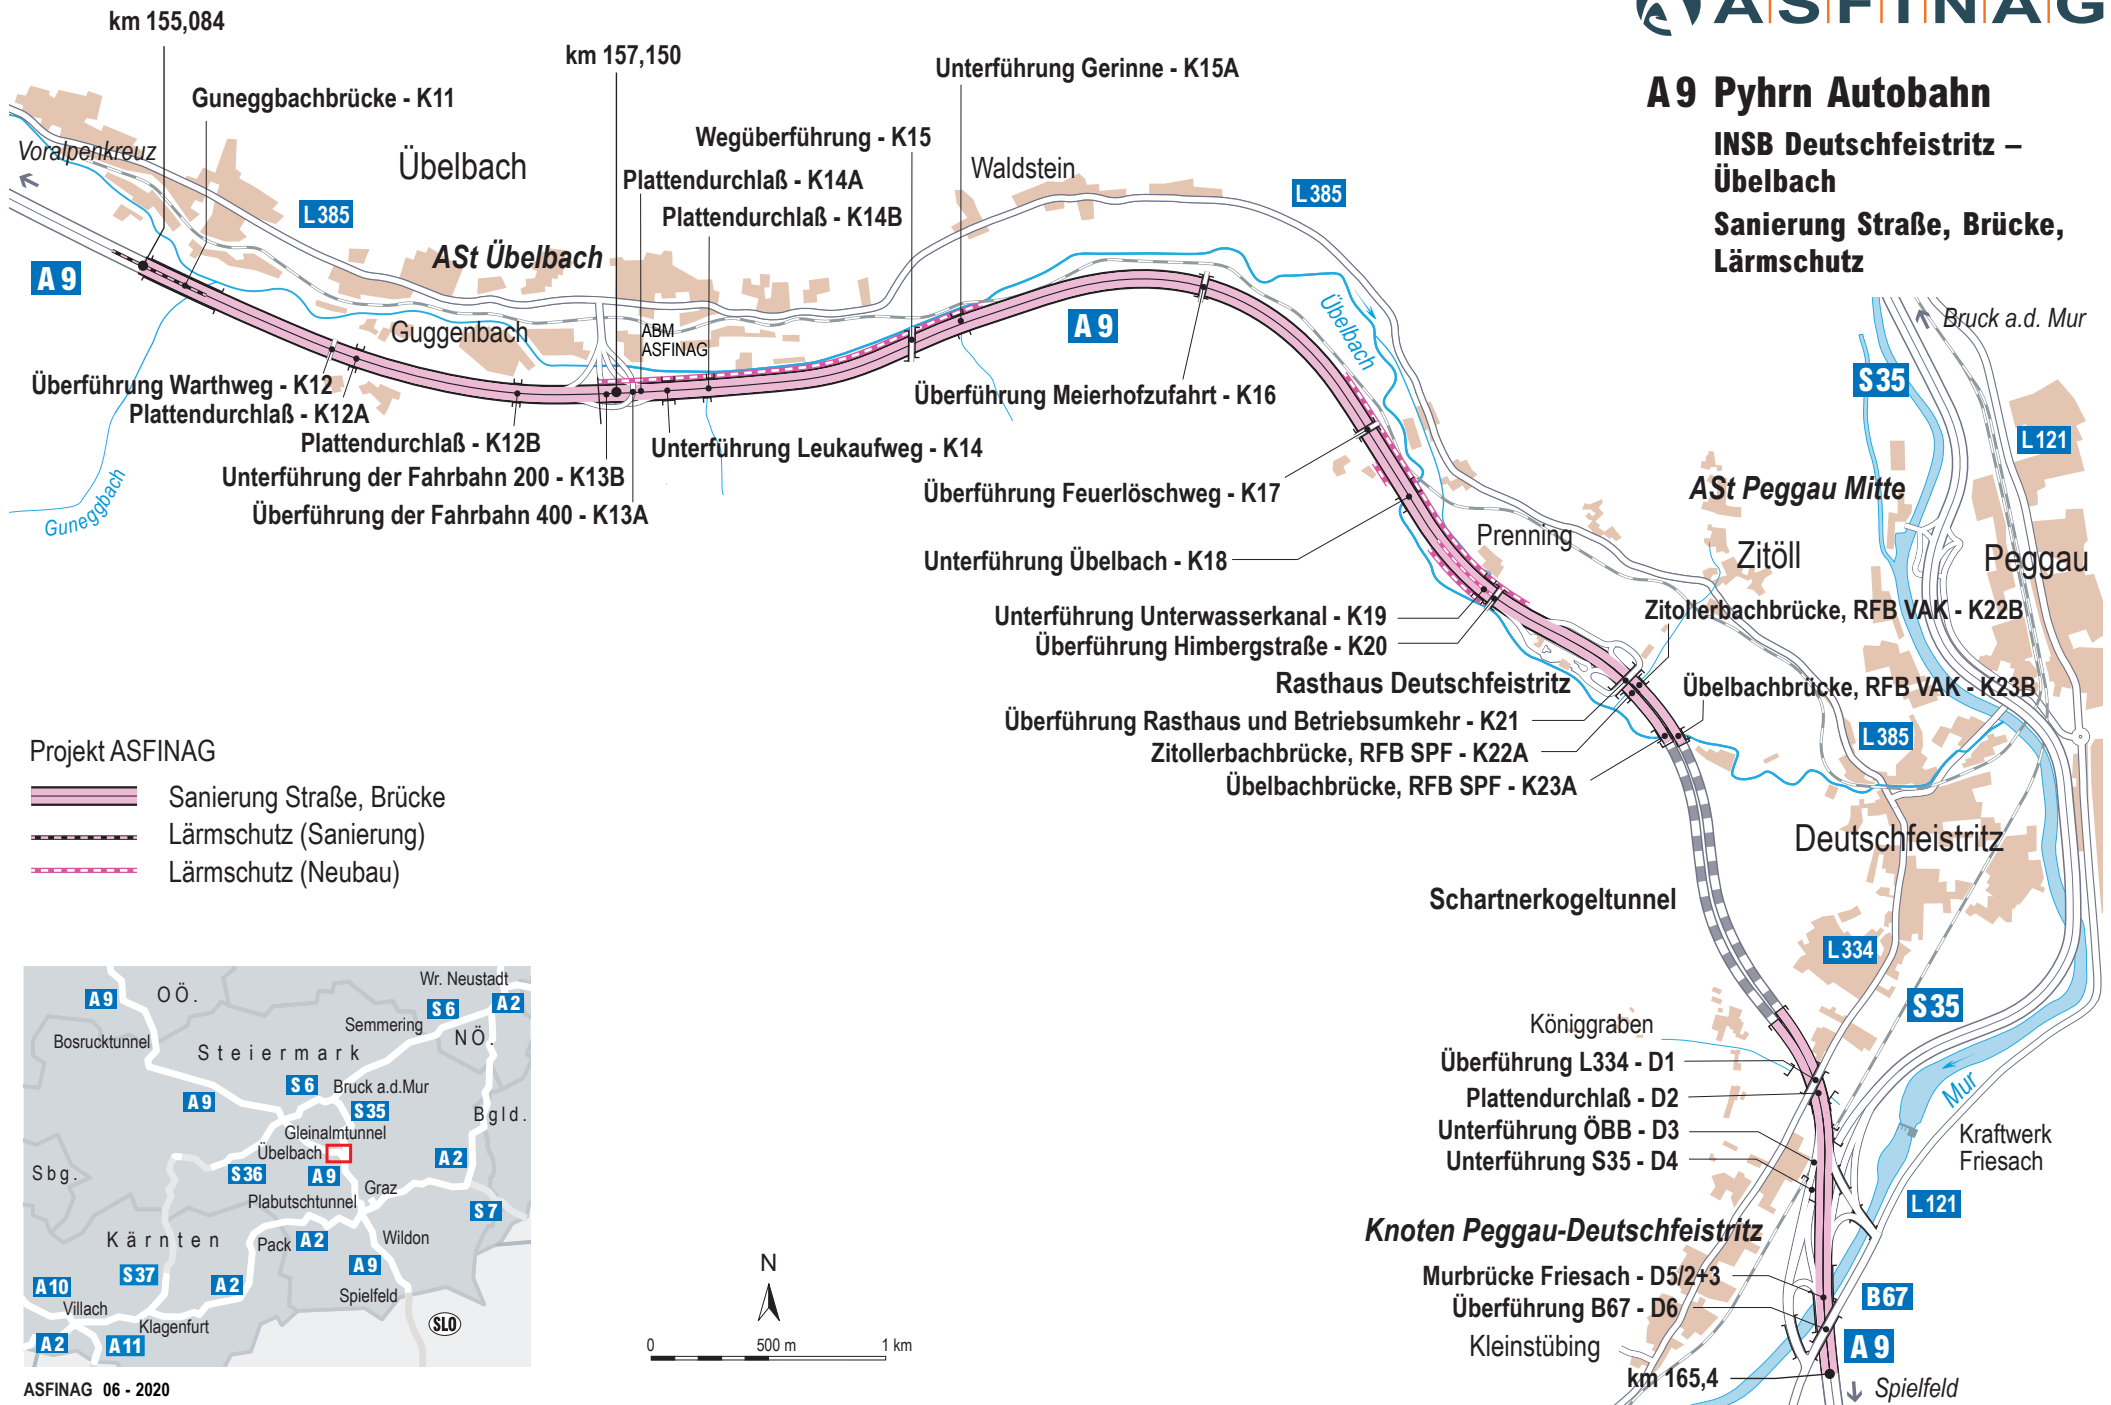 ASFINAG
A 9 Pyhrn Autobahn
INSB Deutschfeistritz –
Übelbach
Sanierung Straße, Brücke,
Lärmschutz
km 155,084
km 157,150
Guneggbachbrücke - K11
Unterführung Gerinne - K15A
Wegüberführung - K15
Plattendurchlaß - K14A
Plattendurchlaß - K14B
Voralpenkreuz
Übelbach
Waldstein
L385
L385
ASt Übelbach
A 9
Guggenbach
ABM
ASFINAG
A 9
Übelbach
Überführung Warthweg - K12
Plattendurchlaß - K12A
Plattendurchlaß - K12B
Unterführung der Fahrbahn 200 - K13B
Überführung der Fahrbahn 400 - K13A
Guneggbach
Unterführung Leukaufweg - K14
Überführung Meierhofzufahrt - K16
Überführung Feuerlöschweg - K17
Unterführung Übelbach - K18
Unterführung Unterwasserkanal - K19
Überführung Himbergstraße - K20
Rasthaus Deutschfeistritz
Überführung Rasthaus und Betriebsumkehr - K21
Zitollerbachbrücke, RFB SPF - K22A
Übelbachbrücke, RFB SPF - K23A
Bruck a.d. Mur
S35
L121
ASt Peggau Mitte
Prenning
Zitöll
Peggau
Zitollerbachbrücke, RFB VAK - K22B
Übelbachbrücke, RFB VAK - K23B
L385
Deutschfeistritz
Schartnerkogeltunnel
L334
S35
Königgraben
Überführung L334 - D1
Plattendurchlaß - D2
Unterführung ÖBB - D3
Unterführung S35 - D4
Mur
Kraftwerk
Friesach
L121
Knoten Peggau-Deutschfeistritz
Murbrücke Friesach - D5/2+3
Überführung B67 - D6
B67
Kleinstübing
A 9
km 165,4
Spielfeld
Projekt ASFINAG
Sanierung Straße, Brücke
Lärmschutz (Sanierung)
Lärmschutz (Neubau)
Wr. Neustadt
A 9
OÖ.
S 6
A 2
Semmering
Bosrucktunnel
NÖ.
Steiermark
S 6
Bruck a.d.Mur
A 9
S 35
Bgld.
Gleinalmtunnel
Übelbach
A 2
Sbg.
S 36
A 9
Graz
Plabutschtunnel
S 7
Kärnten
Pack
A 2
Wildon
A 9
S 37
A 10
A 2
Spielfeld
Villach
Klagenfurt
SLO
A 2
A 11
N
0
500 m
1 km
ASFINAG 06 - 2020